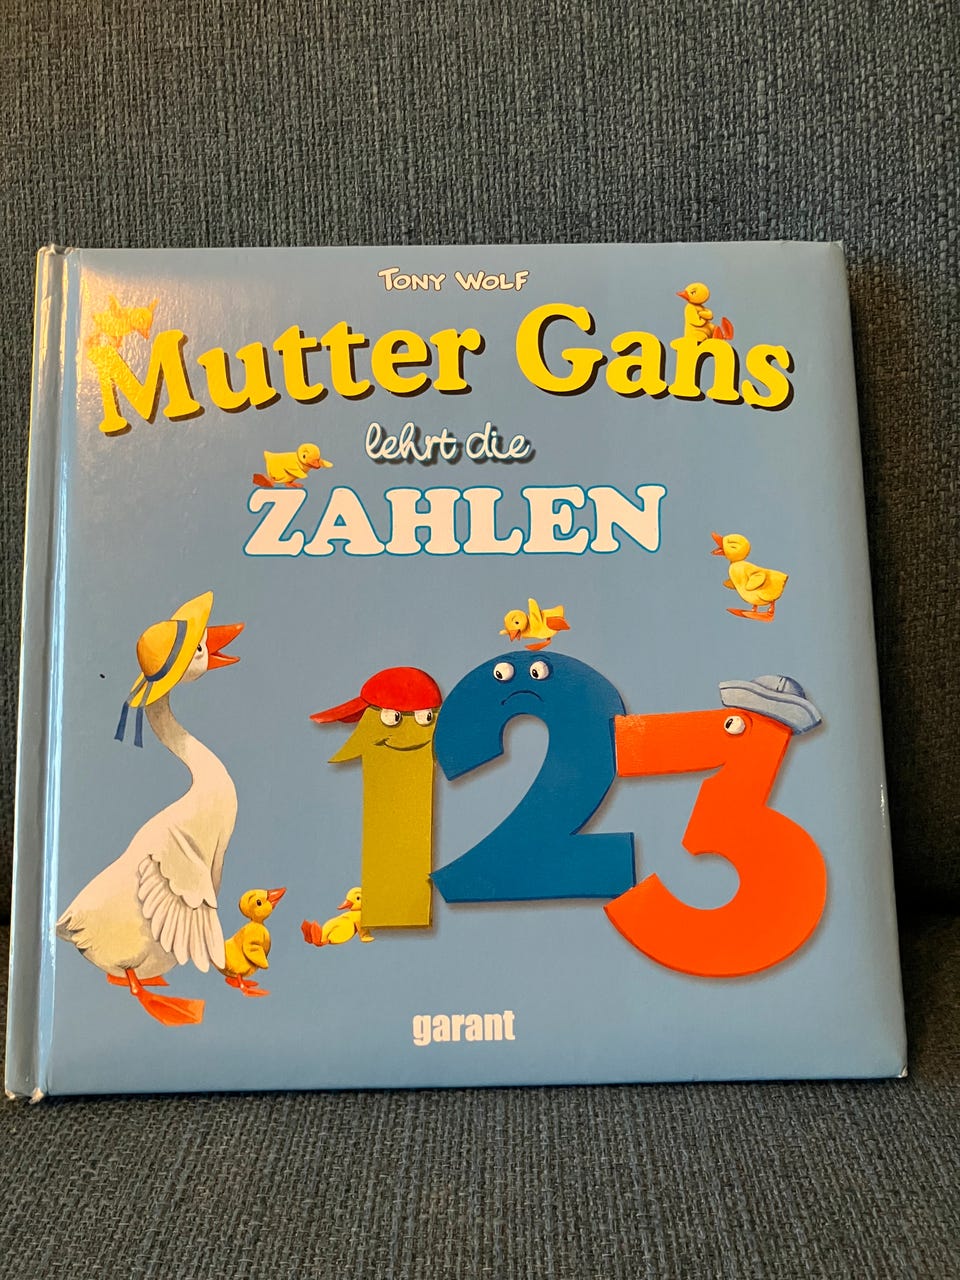 TONY WOLF
Mutter Gans
lehrt die
ZAHLEN
123
garant